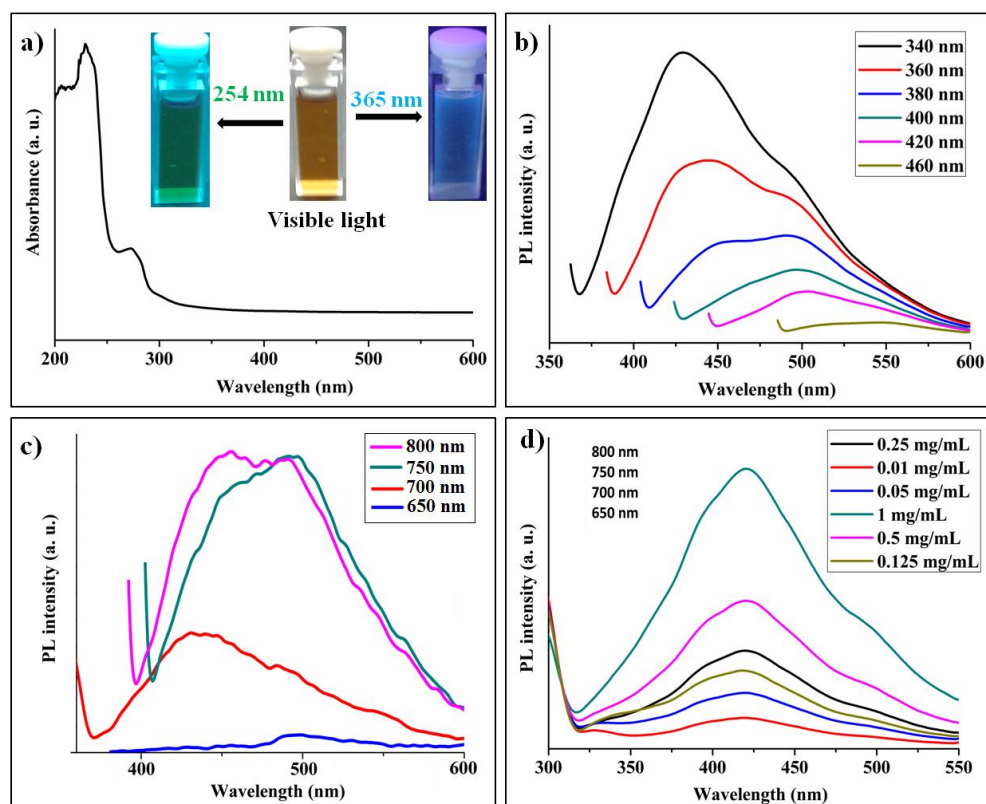 a)
254 nm
365 nm
Visible light
Absorbance (a. u.)
200
300
400
500
600
Wavelength (nm)
b)
340 nm
360 nm
380 nm
400 nm
420 nm
460 nm
PL intensity (a. u.)
350
400
450
500
550
600
Wavelength (nm)
c)
800 nm
750 nm
700 nm
650 nm
PL intensity (a. u.)
400
500
600
Wavelength (nm)
d)
800 nm
750 nm
700 nm
650 nm
0.25 mg/mL
0.01 mg/mL
0.05 mg/mL
1 mg/mL
0.5 mg/mL
0.125 mg/mL
PL intensity (a. u.)
300
350
400
450
500
550
Wavelength (nm)